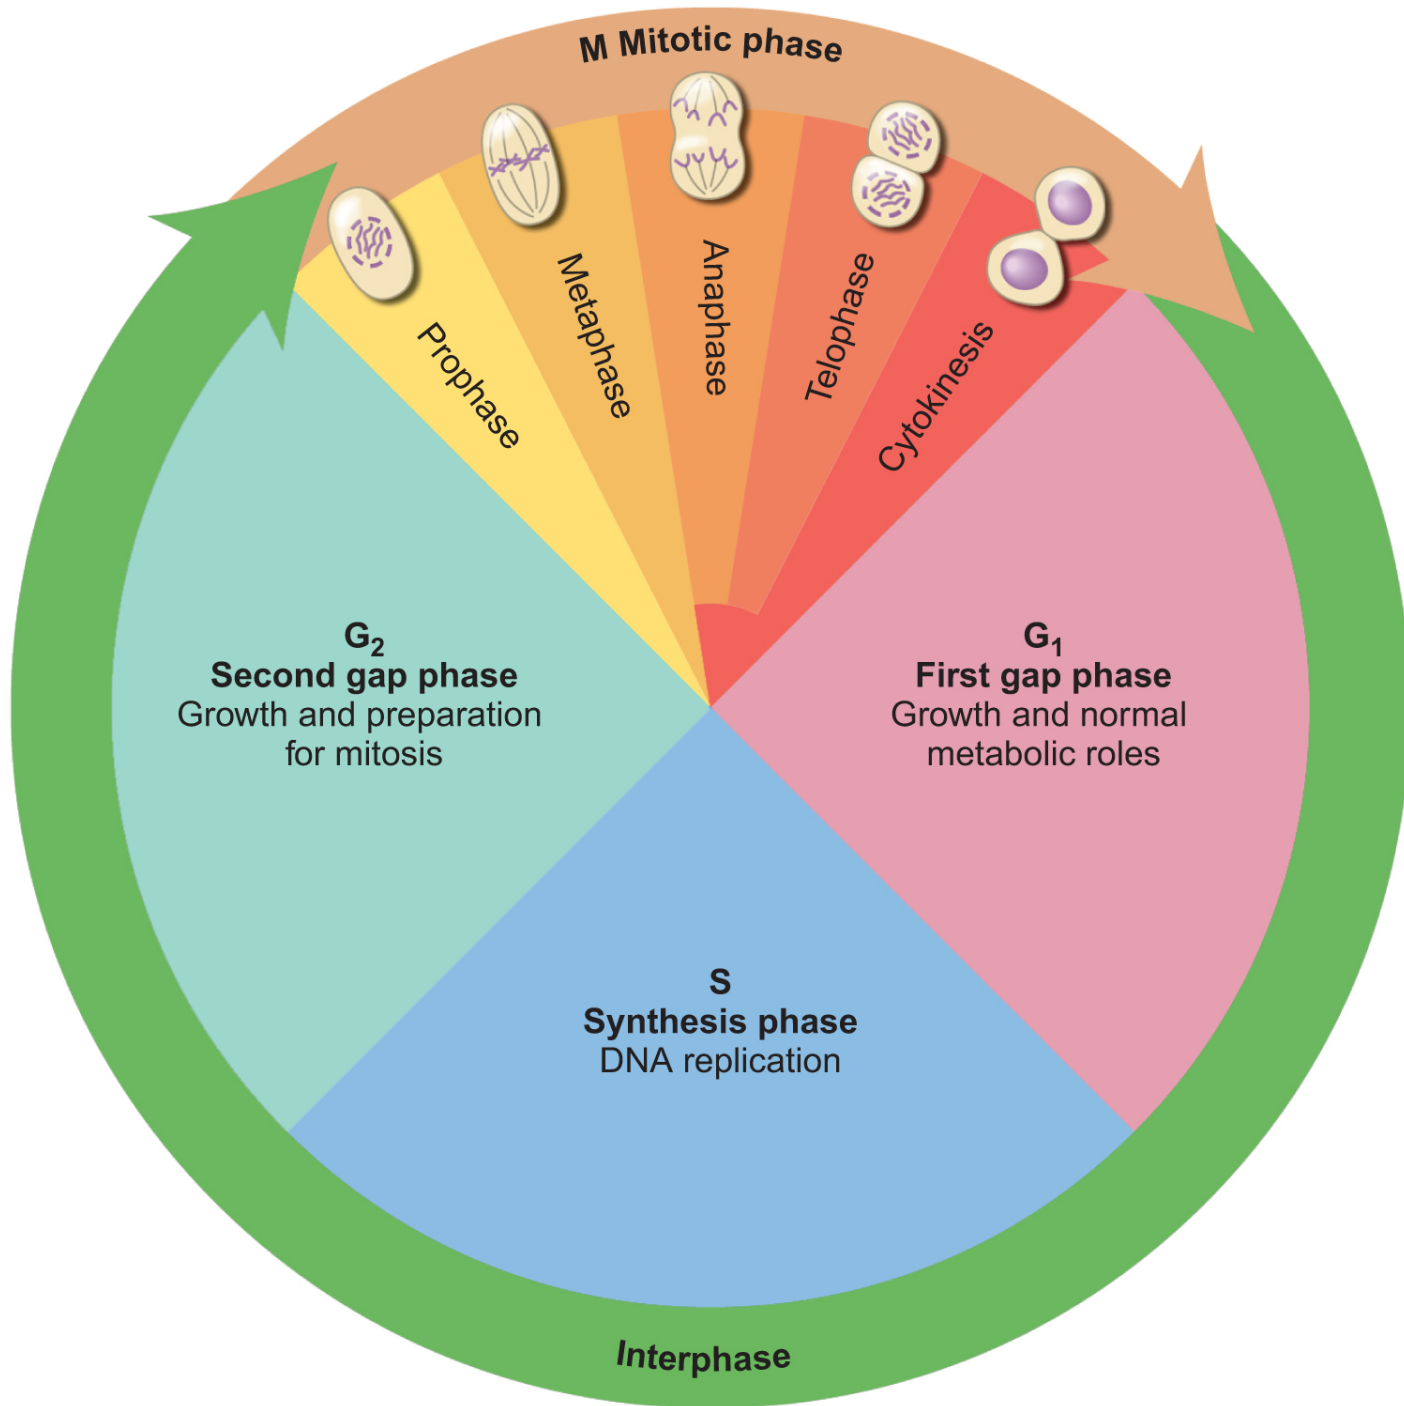 M Mitotic phase
Prophase
Metaphase
Anaphase
Telophase
Cytokinesis
G₂
Second gap phase
Growth and preparation
for mitosis
G₁
First gap phase
Growth and normal
metabolic roles
S
Synthesis phase
DNA replication
Interphase